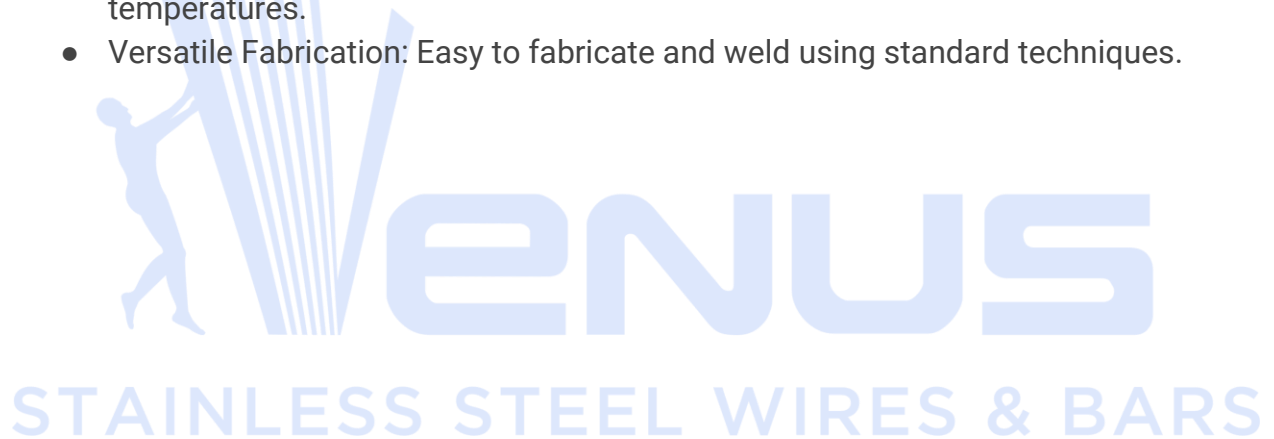 temperatures.
● Versatile Fabrication: Easy to fabricate and weld using standard techniques.
VENUS
STAINLESS STEEL WIRES & BARS